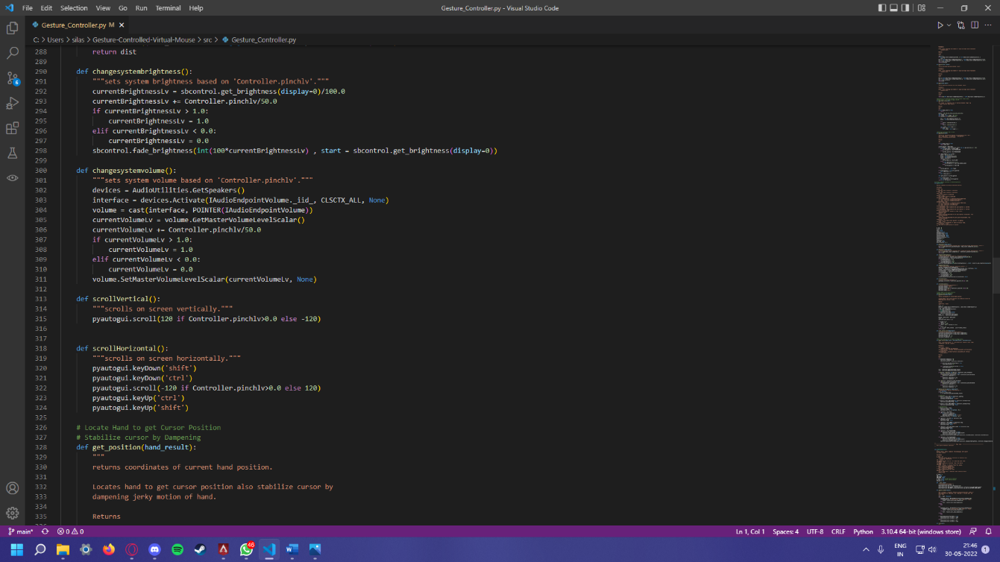 File Edit Selection View Go Run Terminal Help
Gesture_Controller.py - Visual Studio Code
Gesture_Controller.py M
C: > Users > silas > Gesture-Controlled-Virtual-Mouse > src > Gesture_Controller.py
288 return dist
289
290 def changesystembrightness():
291 """sets system brightness based on 'Controller.pinchlv'."""
292 currentBrightnessLv = sbcontrol.get_brightness(display=0)/100.0
293 currentBrightnessLv += Controller.pinchlv/50.0
294 if currentBrightnessLv > 1.0:
295 currentBrightnessLv = 1.0
296 elif currentBrightnessLv < 0.0:
297 currentBrightnessLv = 0.0
298 sbcontrol.fade_brightness(int(100*currentBrightnessLv) , start = sbcontrol.get_brightness(display=0))
299
300 def changesystemvolume():
301 """sets system volume based on 'Controller.pinchlv'."""
302 devices = AudioUtilities.GetSpeakers()
303 interface = devices.Activate(IAudioEndpointVolume._iid_, CLSCTX_ALL, None)
304 volume = cast(interface, POINTER(IAudioEndpointVolume))
305 currentVolumeLv = volume.GetMasterVolumeLevelScalar()
306 currentVolumeLv += Controller.pinchlv/50.0
307 if currentVolumeLv > 1.0:
308 currentVolumeLv = 1.0
309 elif currentVolumeLv < 0.0:
310 currentVolumeLv = 0.0
311 volume.SetMasterVolumeLevelScalar(currentVolumeLv, None)
312
313 def scrollVertical():
314 """scrolls on screen vertically."""
315 pyautogui.scroll(120 if Controller.pinchlv>0.0 else -120)
316
317
318 def scrollHorizontal():
319 """scrolls on screen horizontally."""
320 pyautogui.keyDown('shift')
321 pyautogui.keyDown('ctrl')
322 pyautogui.scroll(-120 if Controller.pinchlv>0.0 else 120)
323 pyautogui.keyUp('ctrl')
324 pyautogui.keyUp('shift')
325
326 # Locate Hand to get Cursor Position
327 # Stabilize cursor by Dampening
328 def get_position(hand_result):
329 """
330 returns coordinates of current hand position.
331
332 Locates hand to get cursor position also stabilize cursor by
333 dampening jerky motion of hand.
334
335 Returns
6
main* 0 0
Ln 1, Col 1 Spaces: 4 UTF-8 CRLF Python 3.10.4 64-bit (windows store)
46
ENG
IN
21:46
30-05-2022
1